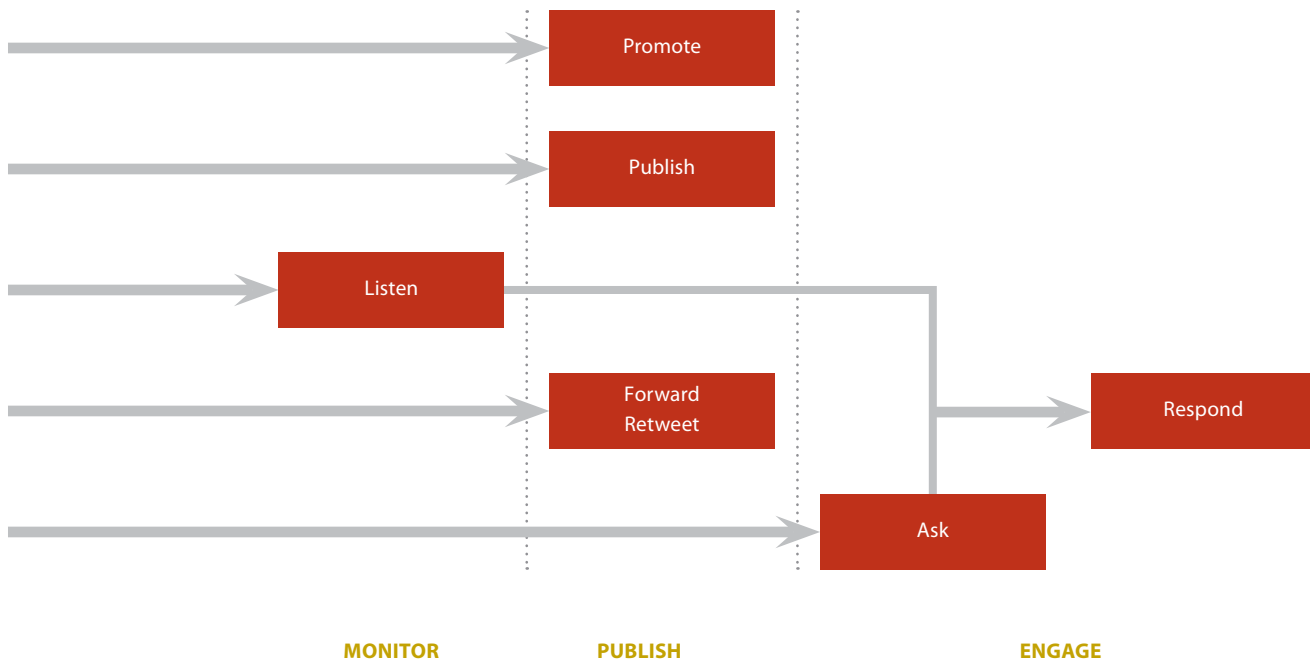 Promote
Publish
Listen
Forward
Retweet
Respond
Ask
MONITOR
PUBLISH
ENGAGE